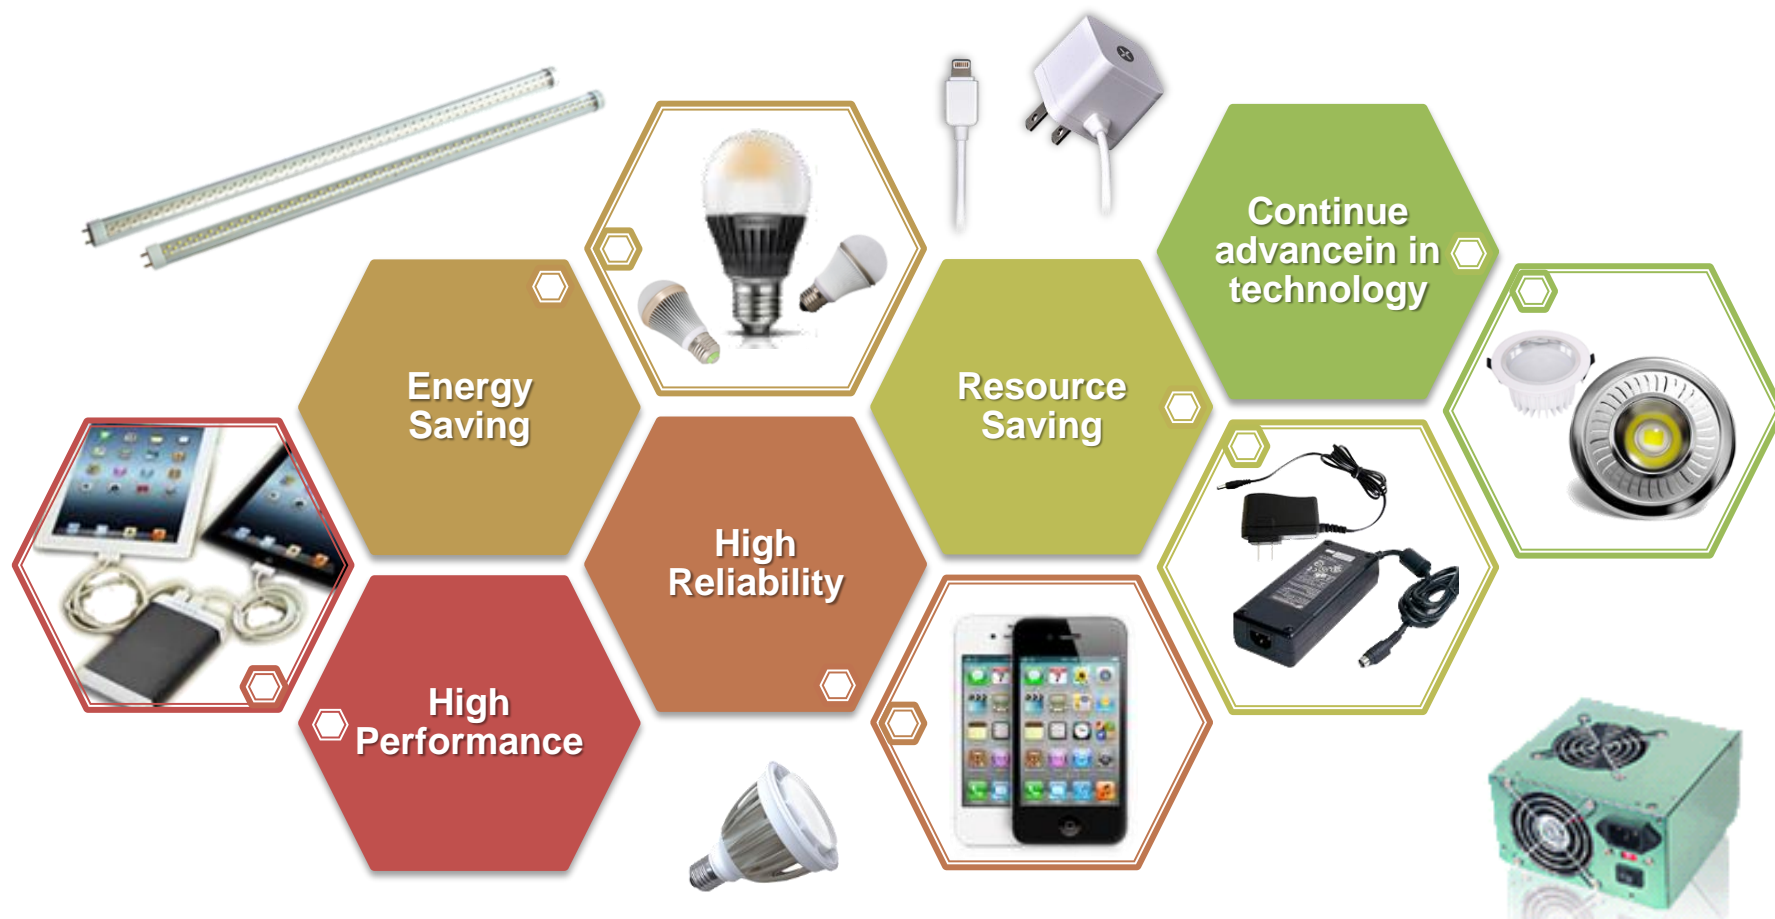 Continue
advancein in
technology
Energy
Saving
Resource
Saving
High
Reliability
High
Performance